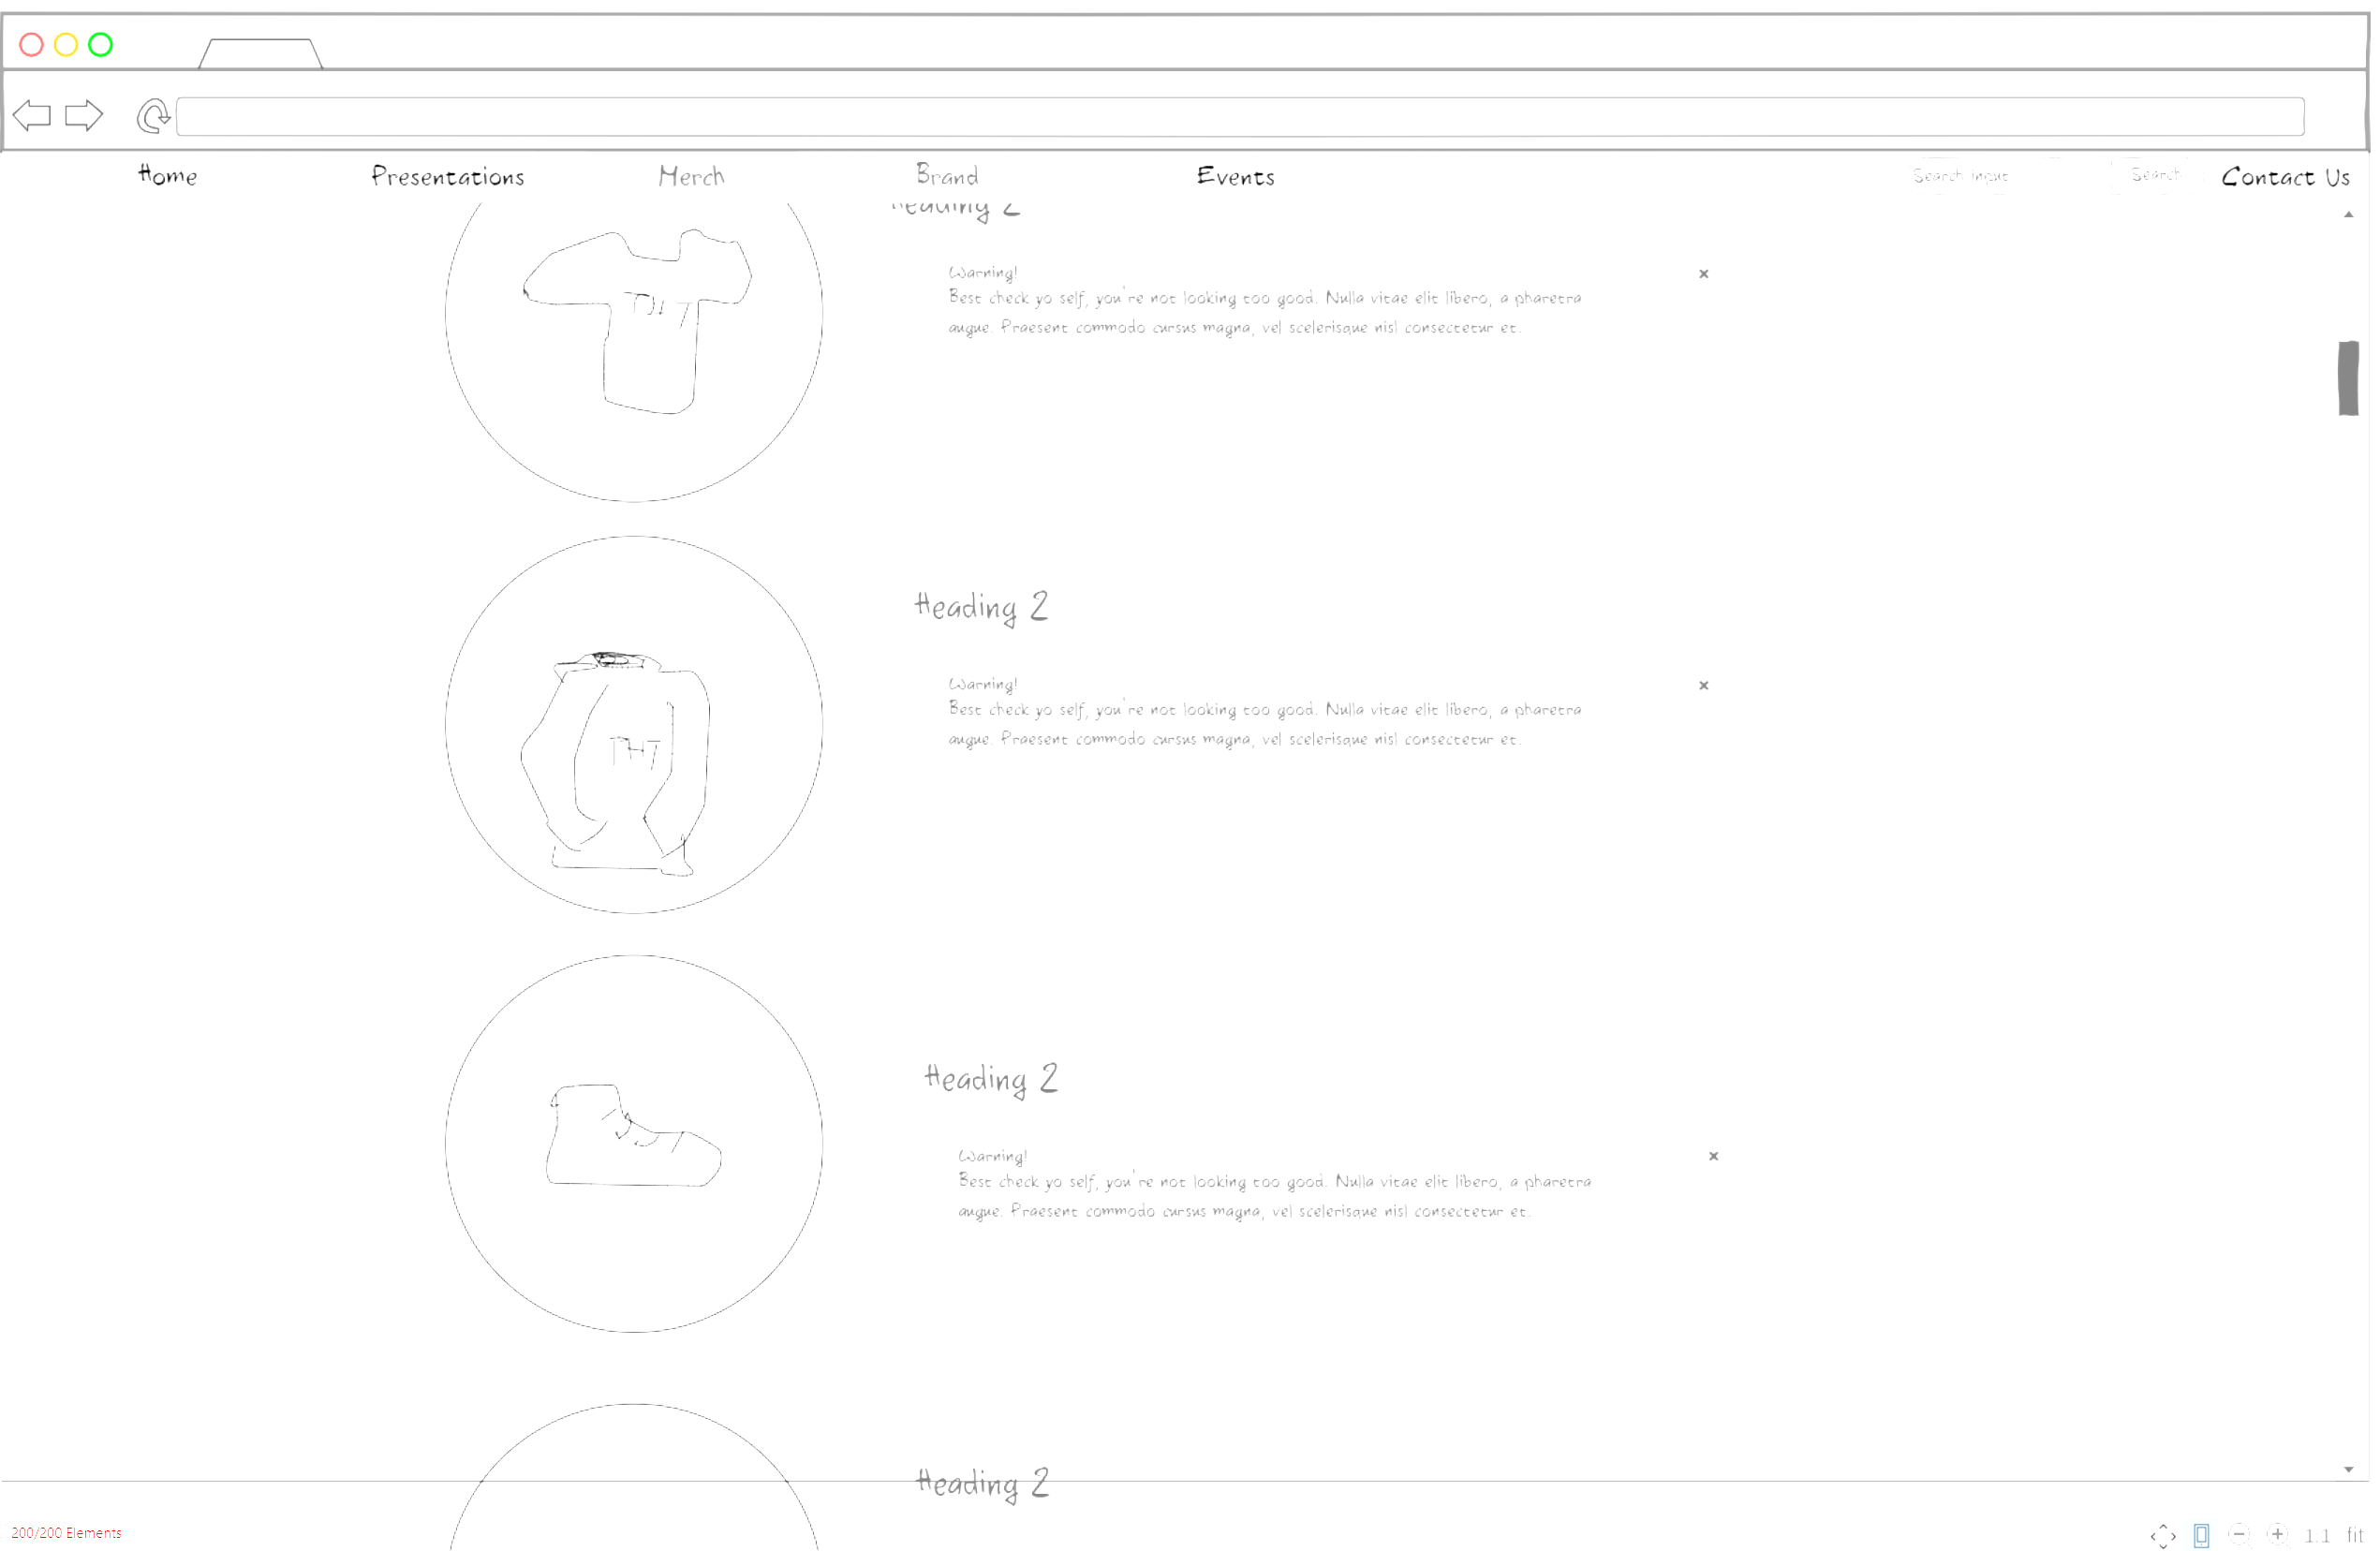 Home Presentations Merch Brand Events Search input Search Contact Us
Heading 2
Warning!
Best check yo self, you're not looking too good. Nulla vitae elit libero, a pharetra
augue. Praesent commodo cursus magna, vel scelerisque nisl consectetur et.
Heading 2
Warning!
Best check yo self, you're not looking too good. Nulla vitae elit libero, a pharetra
augue. Praesent commodo cursus magna, vel scelerisque nisl consectetur et.
Heading 2
Warning!
Best check yo self, you're not looking too good. Nulla vitae elit libero, a pharetra
augue. Praesent commodo cursus magna, vel scelerisque nisl consectetur et.
Heading 2
200/200 Elements 1:1 fit